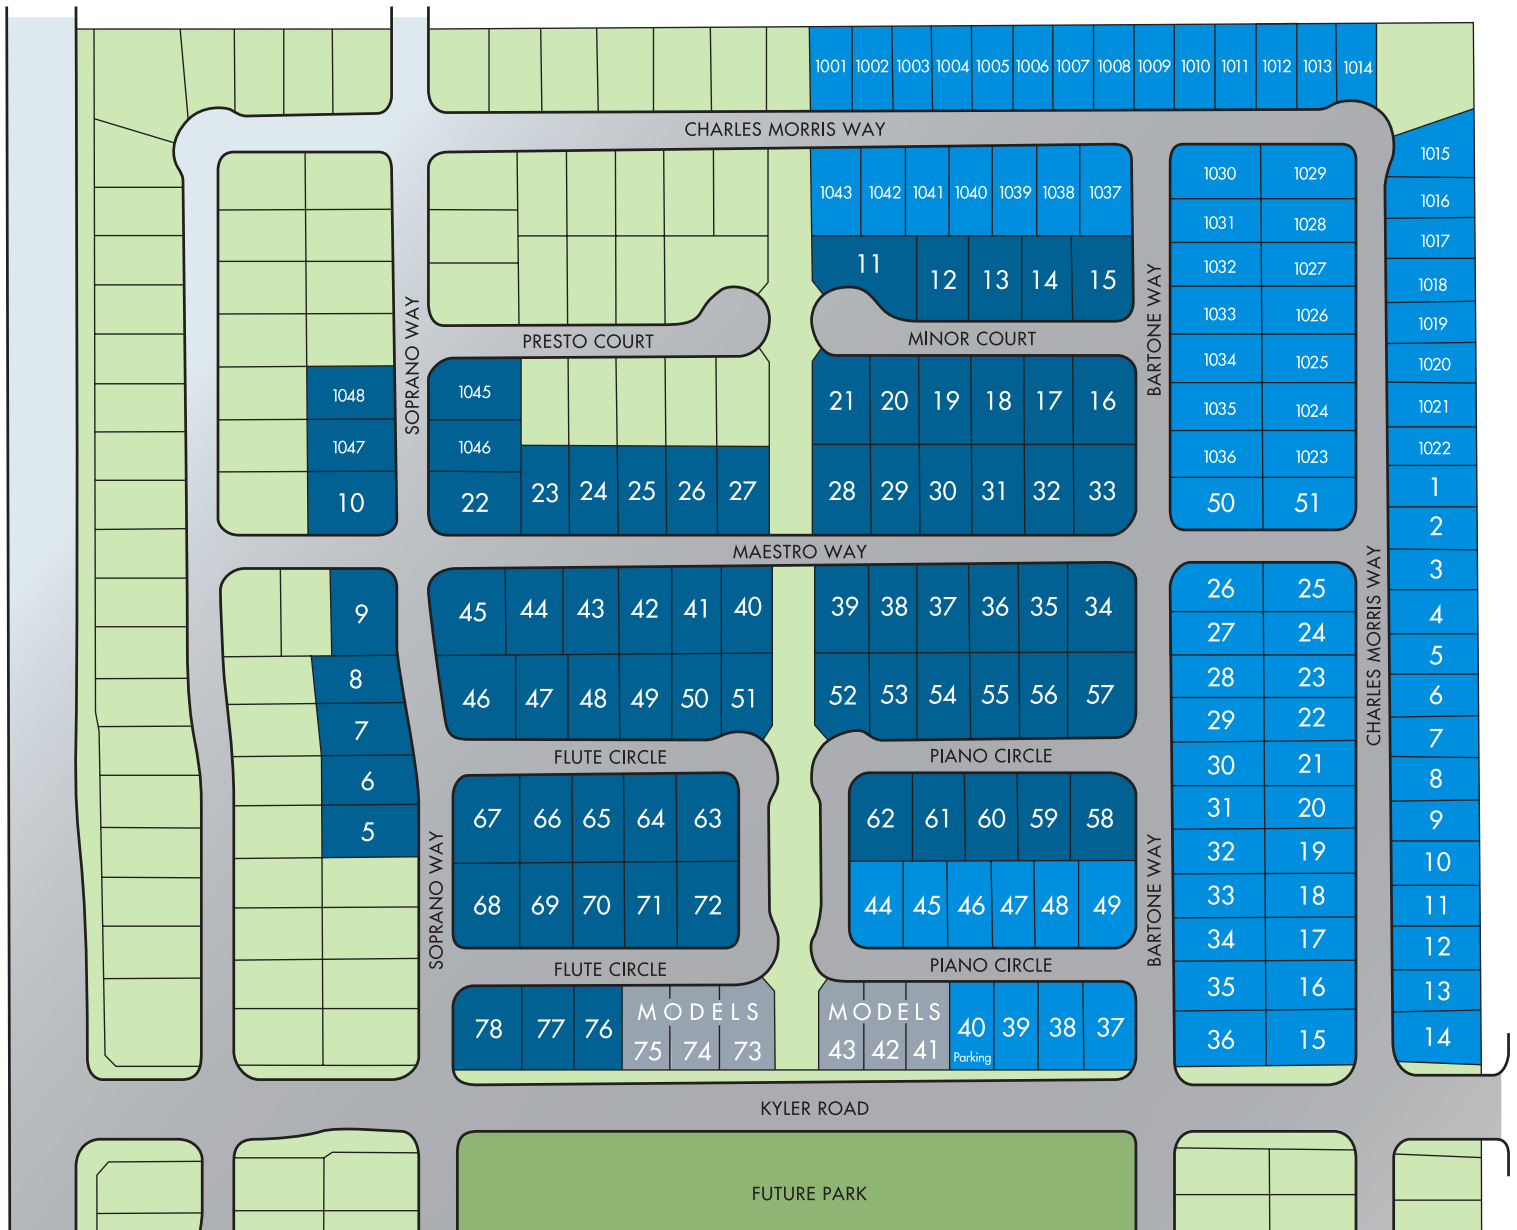 1001 1002 1003 1004 1005 1006 1007 1008 1009 1010 1011 1012 1013 1014
CHARLES MORRIS WAY
1015
1016
1017
1018
1019
1020
1021
1022
1
2
3
4
5
6
7
8
9
10
11
12
13
14
CHARLES MORRIS WAY
1043 1042 1041 1040 1039 1038 1037
11 12 13 14 15
MINOR COURT
PRESTO COURT
SOPRANO WAY
BARTONE WAY
1030 1029
1031 1028
1032 1027
1033 1026
1034 1025
1035 1024
1036 1023
50 51
1048
1047
10
1045
1046
22 23 24 25 26 27
21 20 19 18 17 16
28 29 30 31 32 33
MAESTRO WAY
9
8
7
6
5
45 44 43 42 41 40
46 47 48 49 50 51
39 38 37 36 35 34
52 53 54 55 56 57
26 25
27 24
28 23
29 22
30 21
31 20
32 19
33 18
34 17
35 16
36 15
FLUTE CIRCLE
PIANO CIRCLE
67 66 65 64 63
68 69 70 71 72
62 61 60 59 58
44 45 46 47 48 49
SOPRANO WAY
BARTONE WAY
FLUTE CIRCLE
PIANO CIRCLE
78 77 76
MODELS
75 74 73
MODELS
43 42 41
40 39 38 37
Parking
KYLER ROAD
FUTURE PARK